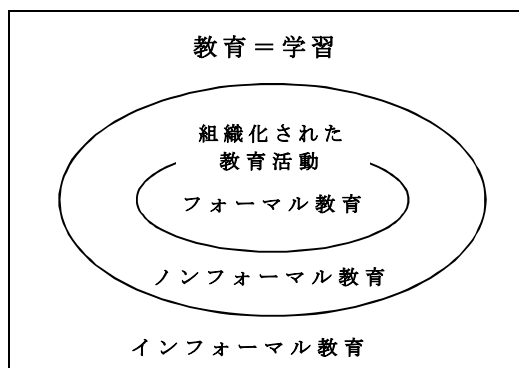 教育＝学習
組織化された
教育活動
フォーマル教育
ノンフォーマル教育
インフォーマル教育